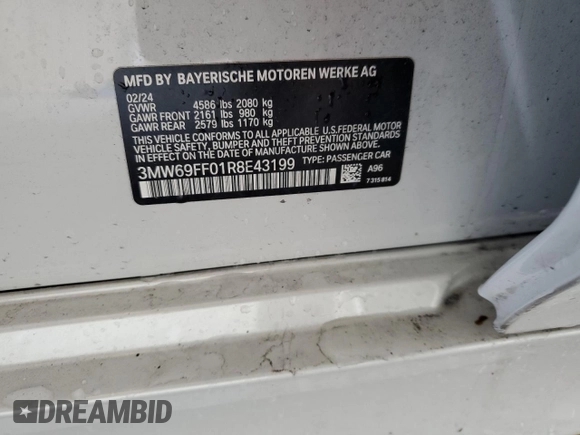 MFD BY BAYERISCHE MOTOREN WERKE AG
02/24
GVWR 4586 lbs 2080 kg
GAWR FRONT 2161 lbs 980 kg
GAWR REAR 2579 lbs 1170 kg
THIS VEHICLE CONFORMS TO ALL APPLICABLE U.S.FEDERAL MOTOR
VEHICLE SAFETY, BUMPER AND THEFT PREVENTION STANDARDS
IN EFFECT ON THE DATE OF MANUFACTURE SHOWN ABOVE.
3MW69FF01R8E43199 TYPE: PASSENGER CAR
A96
7 315 814
DREAMBID